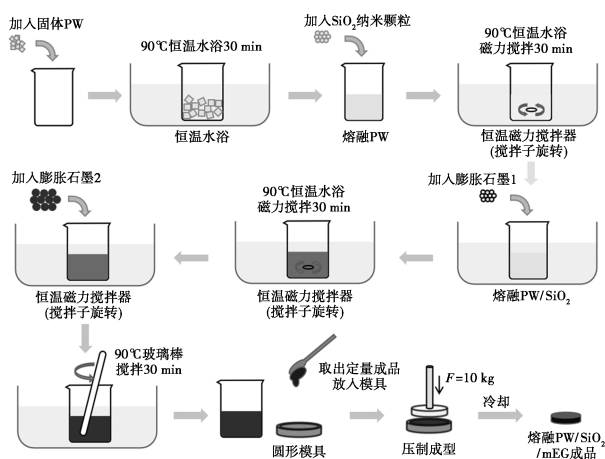 加入固体PW
90℃恒温水浴30 min
恒温水浴
加入SiO₂纳米颗粒
熔融PW
90℃恒温水浴
磁力搅拌30 min
恒温磁力搅拌器
(搅拌子旋转)
加入膨胀石墨1
熔融PW/SiO₂
90℃恒温水浴
磁力搅拌30 min
恒温磁力搅拌器
(搅拌子旋转)
加入膨胀石墨2
恒温磁力搅拌器
(搅拌子旋转)
90℃玻璃棒
搅拌30 min
取出定量成品
放入模具
圆形模具
F=10 kg
压制成型
冷却
熔融PW/SiO₂
/mEG成品